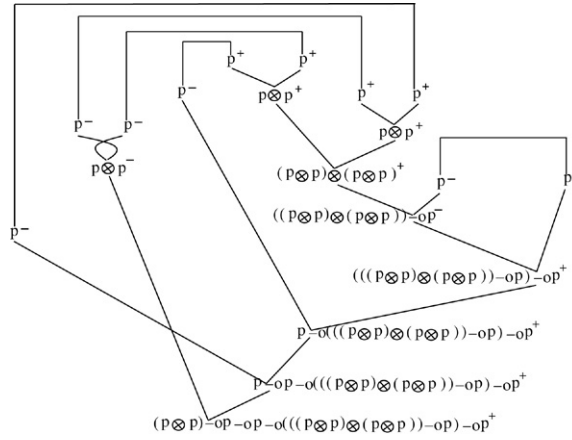 p⁺ p⁺
p⁻ p⊗p⁺ p⁺ p⁺
p⁻ p⁻ p⊗p⁺
p⊗p⁻ (p⊗p)⊗(p⊗p)⁺ p⁻ p
((p⊗p)⊗(p⊗p))–op⁻
p⁻
(((p⊗p)⊗(p⊗p))–op)–op⁺
p–o(((p⊗p)⊗(p⊗p))–op)–op⁺
p–op–o(((p⊗p)⊗(p⊗p))–op)–op⁺
(p⊗p)–op–op–o(((p⊗p)⊗(p⊗p))–op)–op⁺